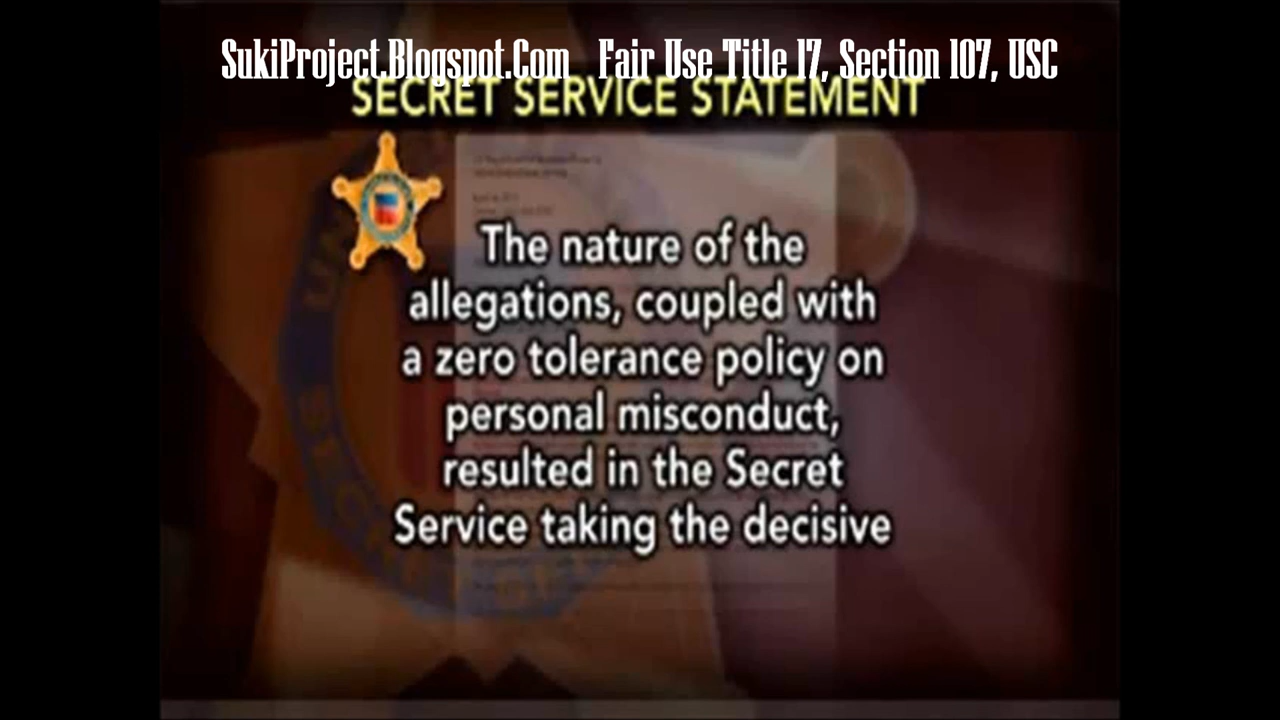 SukiProject.Blogspot.Com Fair Use Title 17, Section 107, USC
SECRET SERVICE STATEMENT
The nature of the
allegations, coupled with
a zero tolerance policy on
personal misconduct,
resulted in the Secret
Service taking the decisive